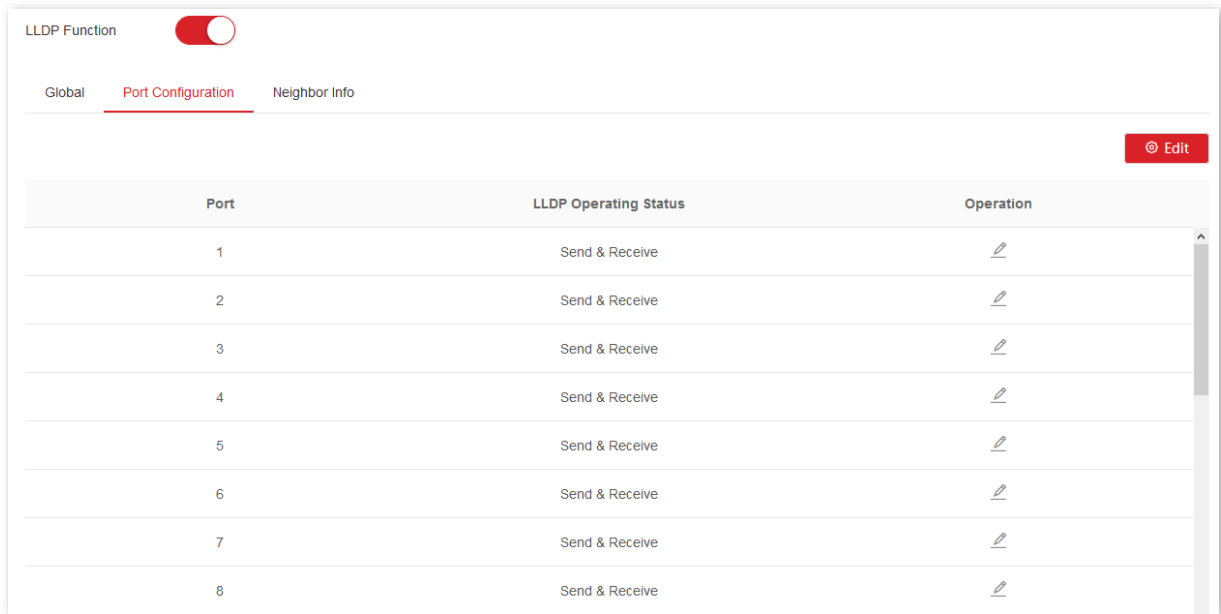 LLDP Function
Global Port Configuration Neighbor Info
Edit
Port LLDP Operating Status Operation
1 Send & Receive
2 Send & Receive
3 Send & Receive
4 Send & Receive
5 Send & Receive
6 Send & Receive
7 Send & Receive
8 Send & Receive